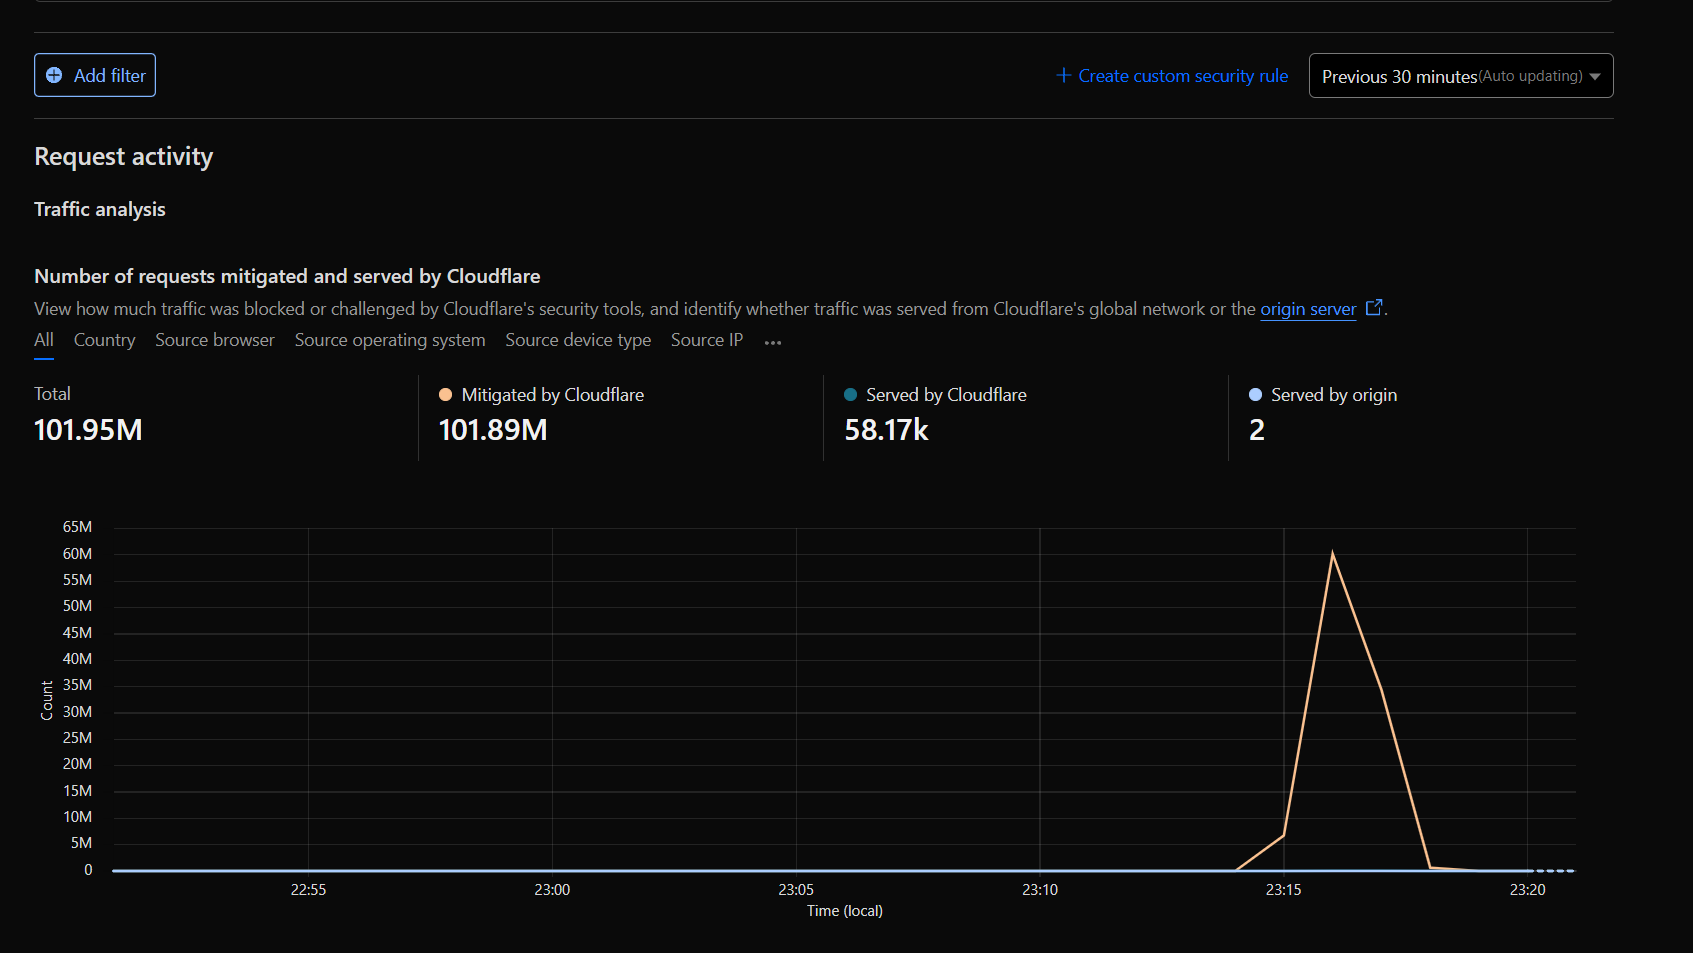 Add filter
Create custom security rule
Previous 30 minutes(Auto updating)
Request activity
Traffic analysis
Number of requests mitigated and served by Cloudflare
View how much traffic was blocked or challenged by Cloudflare's security tools, and identify whether traffic was served from Cloudflare's global network or the origin server.
All Country Source browser Source operating system Source device type Source IP ...
Total
101.95M
Mitigated by Cloudflare
101.89M
Served by Cloudflare
58.17k
Served by origin
2
65M
60M
55M
50M
45M
40M
35M
30M
25M
20M
15M
10M
5M
0
Count
22:55 23:00 23:05 23:10 23:15 23:20
Time (local)